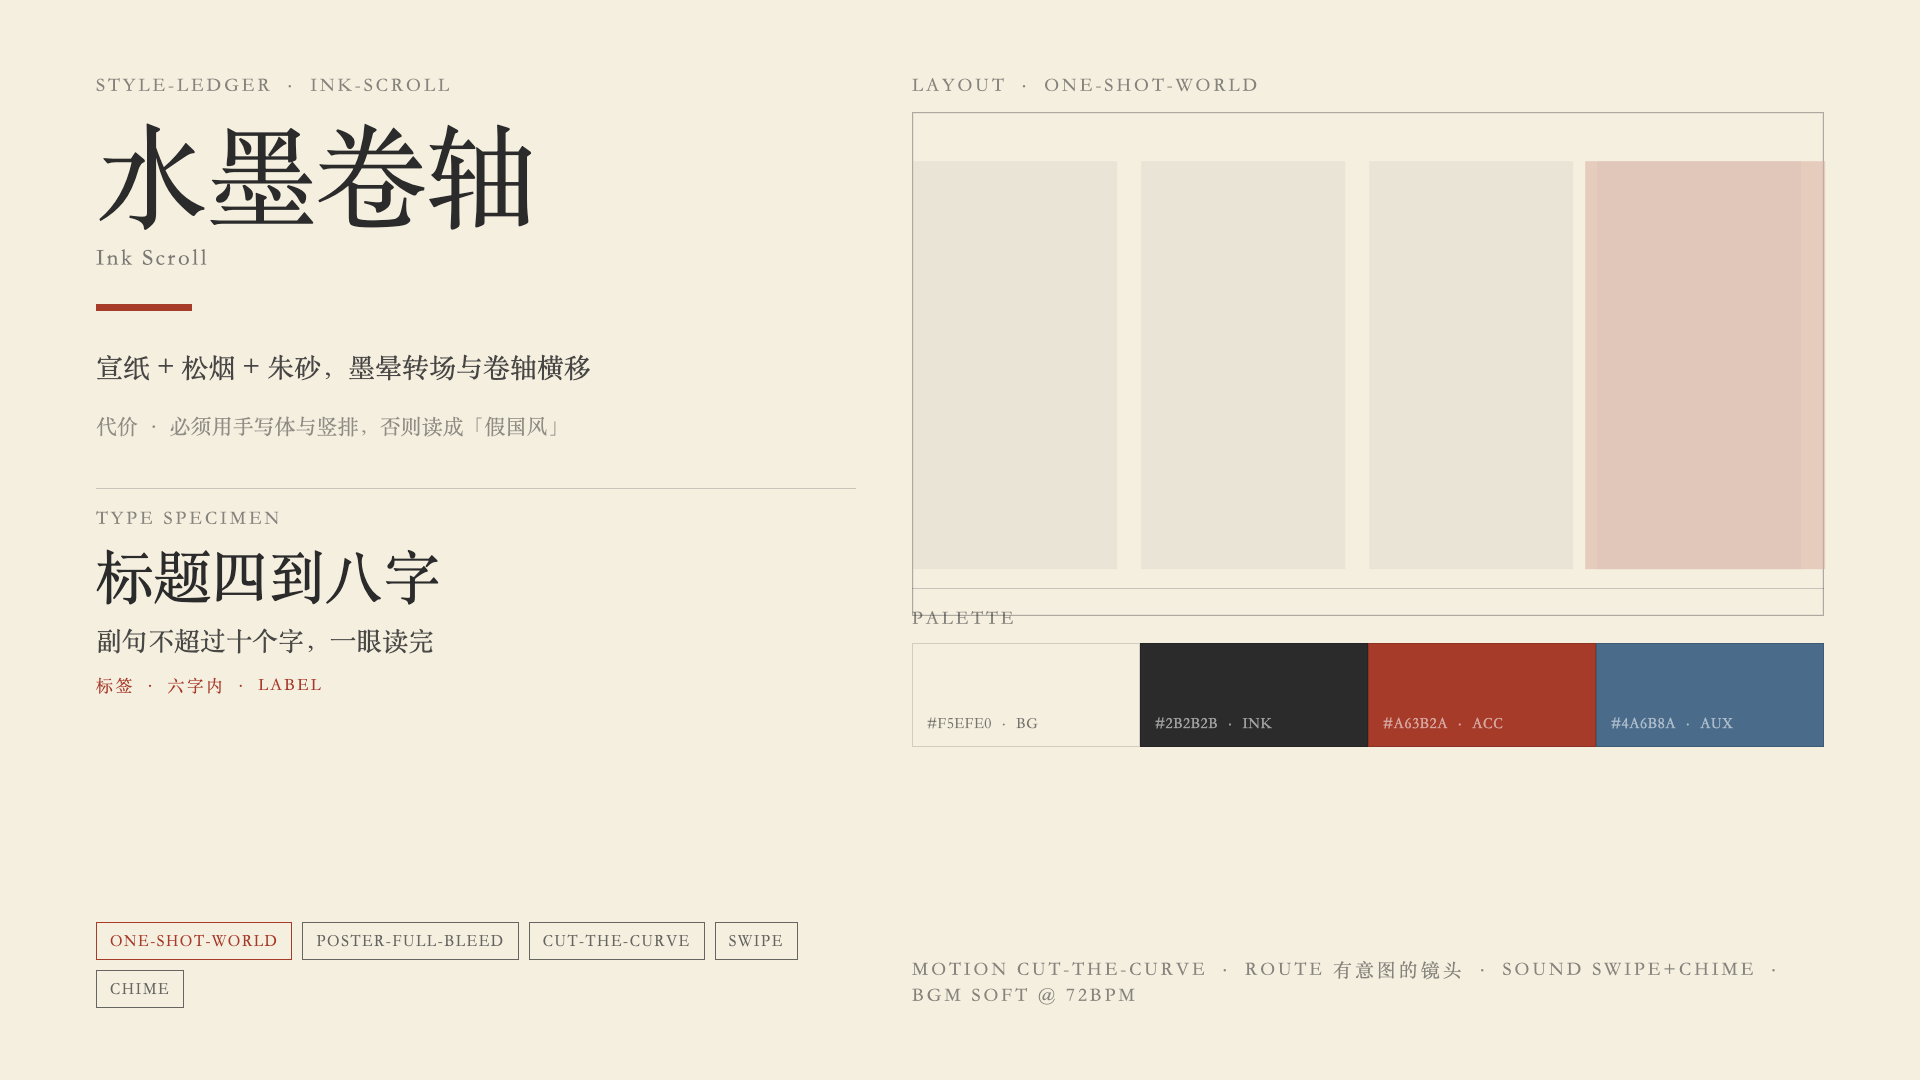 STYLE-LEDGER · INK-SCROLL
水墨卷轴
Ink Scroll
宣纸 + 松烟 + 朱砂，墨晕转场与卷轴横移
代价 · 必须用手写体与竖排，否则读成「假国风」
TYPE SPECIMEN
标题四到八字
副句不超过十个字，一眼读完
标签 · 六字内 · LABEL
ONE-SHOT-WORLD
POSTER-FULL-BLEED
CUT-THE-CURVE
SWIPE
CHIME
LAYOUT · ONE-SHOT-WORLD
PALETTE
#F5EFE0 · BG
#2B2B2B · INK
#A63B2A · ACC
#4A6B8A · AUX
MOTION CUT-THE-CURVE · ROUTE 有意图的镜头 · SOUND SWIPE+CHIME ·
BGM SOFT @ 72BPM